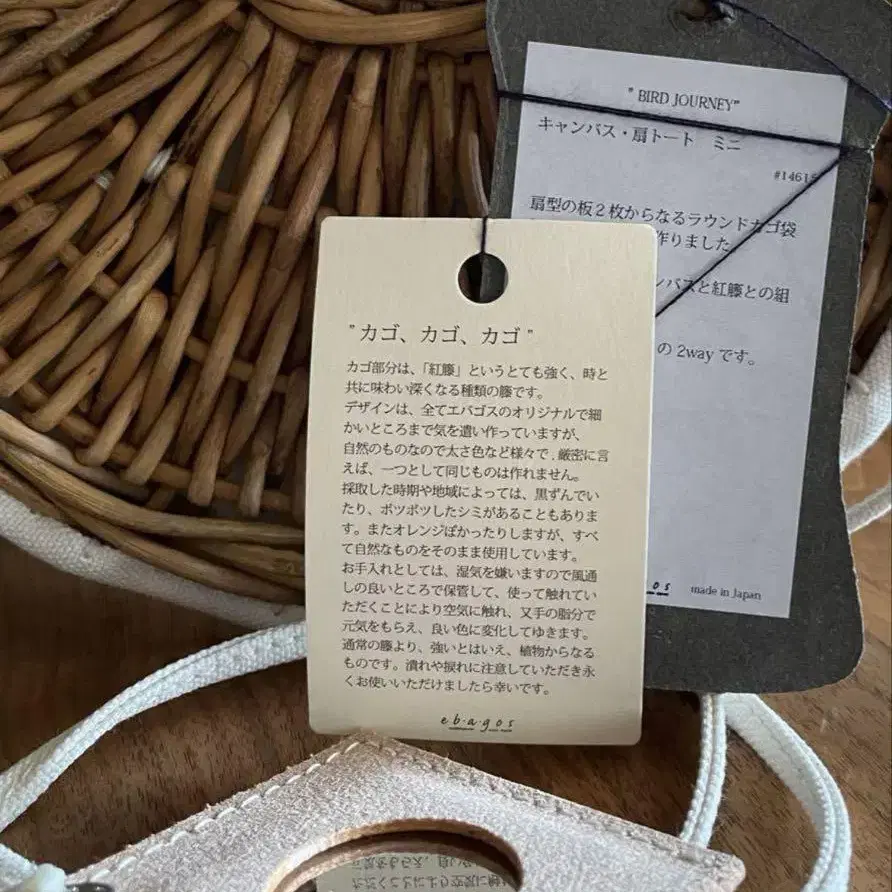 " BIRD JOURNEY"
キャンバス・扇トート ミニ
#14615
扇型の板2枚からなるラウンドカゴ袋
作りました
ンバスと紅籐との組
の 2way です。
made in Japan
" カゴ、カゴ、カゴ "
カゴ部分は、「紅籐」というとても強く、時と
共に味わい深くなる種類の籐です。
デザインは、全てエバゴスのオリジナルで細
かいところまで気を遣い作っていますが、
自然のものなので太さ色など様々で、厳密に言
えば、一つとして同じものは作れません。
採取した時期や地域によっては、黒ずんでい
たり、ポツポツしたシミがあることもありま
す。またオレンジぽかったりしますが、すべ
て自然なものをそのまま使用しています。
お手入れとしては、湿気を嫌いますので風通
しの良いところで保管して、使って触れてい
ただくことにより空気に触れ、又手の脂分で
元気をもらえ、良い色に変化してゆきます。
通常の籐より、強いとはいえ、植物からなる
ものです。潰れや捩れに注意していただき永
くお使いいただけましたら幸いです。
e.b.a.g.o.s